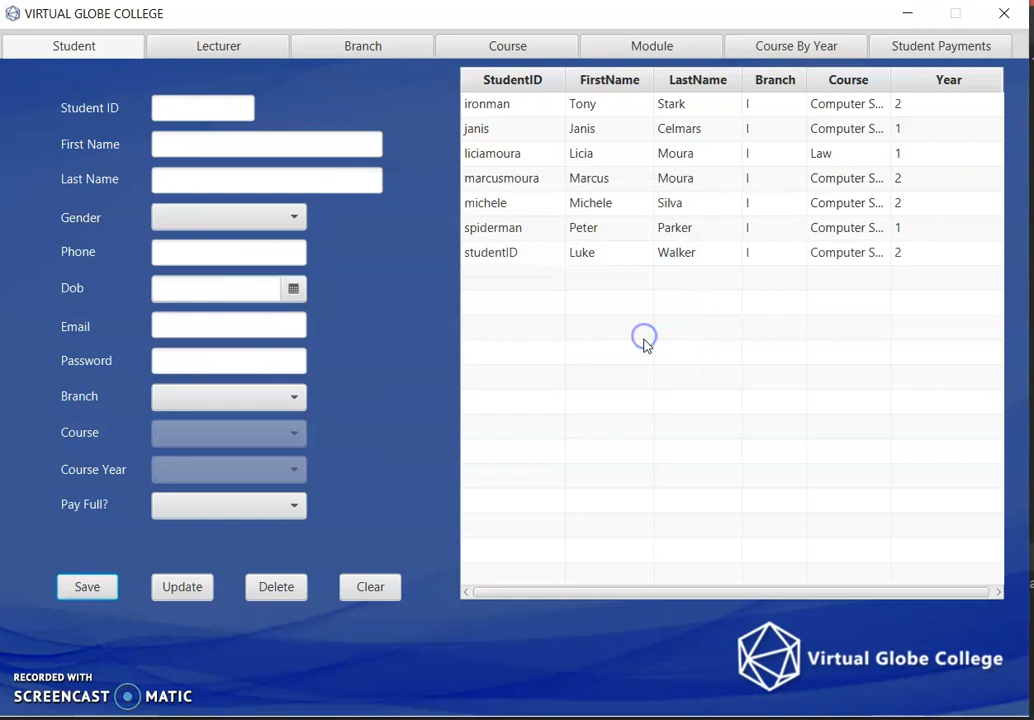 VIRTUAL GLOBE COLLEGE
Student Lecturer Branch Course Module Course By Year Student Payments
Student ID
First Name
Last Name
Gender
Phone
Dob
Email
Password
Branch
Course
Course Year
Pay Full?
Save Update Delete Clear
StudentID FirstName LastName Branch Course Year
ironman Tony Stark I Computer S... 2
janis Janis Celmars I Computer S... 1
liciamoura Licia Moura I Law 1
marcusmoura Marcus Moura I Computer S... 2
michele Michele Silva I Computer S... 2
spiderman Peter Parker I Computer S... 1
studentID Luke Walker I Computer S... 2
Virtual Globe College
RECORDED WITH
SCREENCAST MATIC